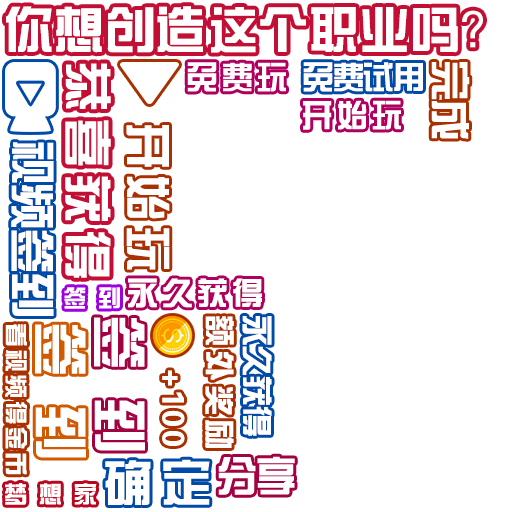 你想创造这个职业吗?
免费玩
免费试用
开始玩
完成
恭喜获得
开始玩
视频签到
签到
永久获得
看视频得金币
签到
签到
+100
额外奖励
永久获得
梦想家
确定
分享